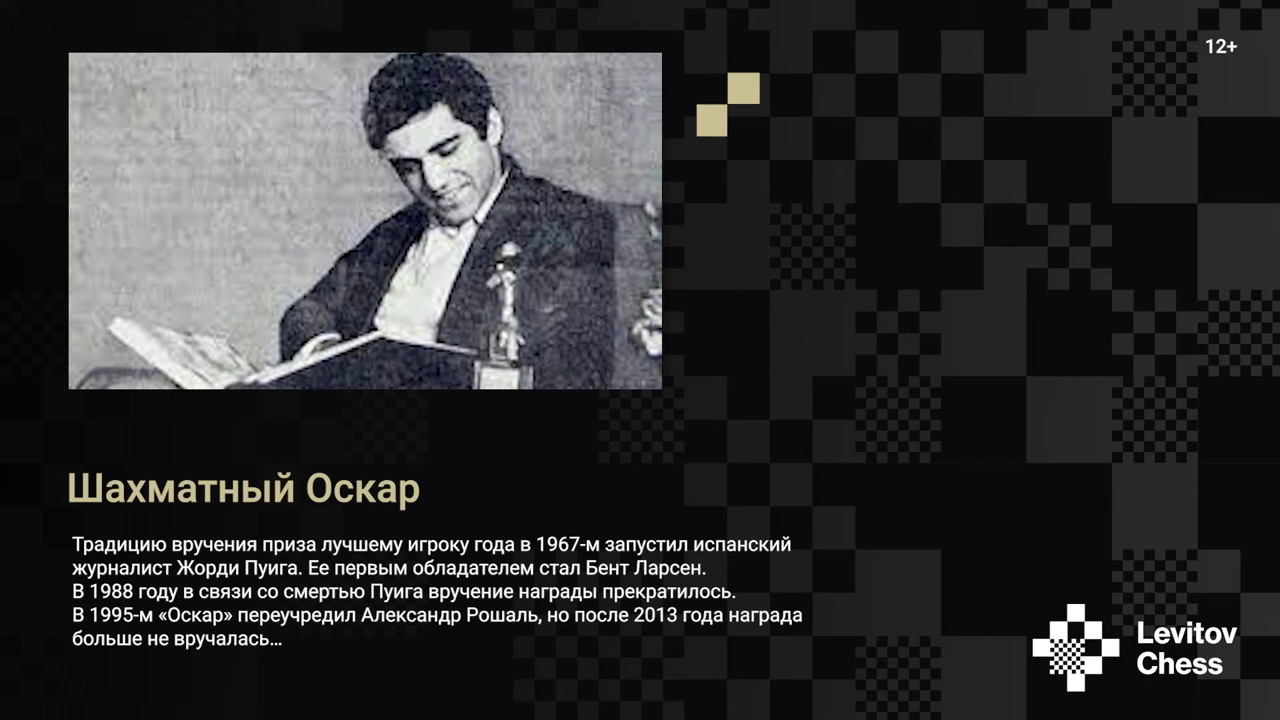 12+
Шахматный Оскар
Традицию вручения приза лучшему игроку года в 1967-м запустил испанский
журналист Жорди Пуига. Ее первым обладателем стал Бент Ларсен.
В 1988 году в связи со смертью Пуига вручение награды прекратилось.
В 1995-м «Оскар» переучредил Александр Рошаль, но после 2013 года награда
больше не вручалась...
Levitov
Chess